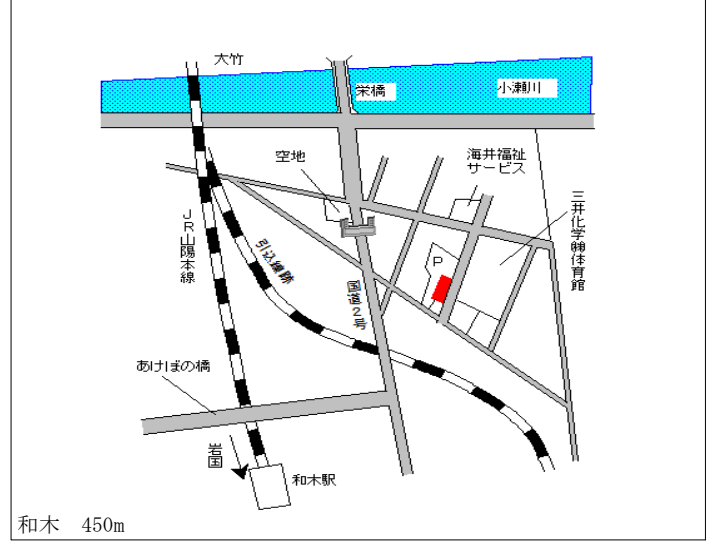 大竹
栄橋
小瀬川
空地
海井福祉
サービス
三井化学㈱体育館
JR山陽本線
引込線跡
国道2号
P
あけぼの橋
岩国
和木駅
和木　450m